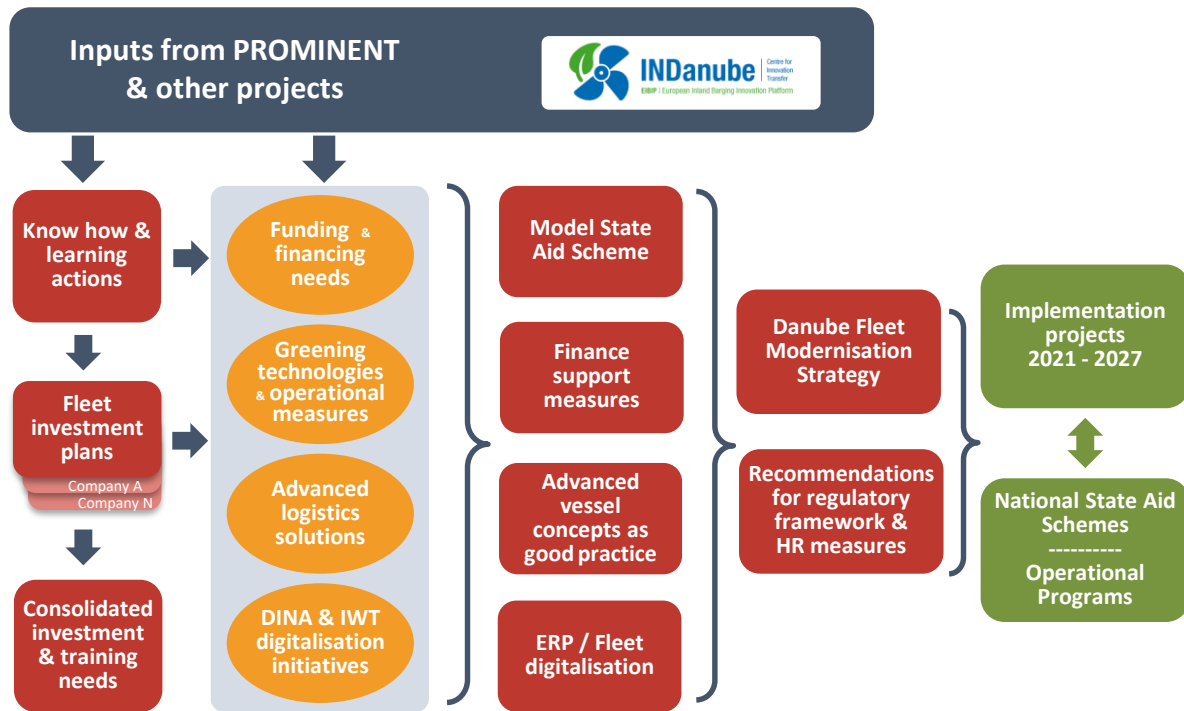 Inputs from PROMINENT
& other projects
INDanube
Centre for
Innovation
Transfer
EIBIP | European Inland Barging Innovation Platform
Know how &
learning
actions
Fleet
investment
plans
Company A
Company N
Consolidated
investment
& training
needs
Funding &
financing
needs
Greening
technologies
& operational
measures
Advanced
logistics
solutions
DINA & IWT
digitalisation
initiatives
Model State
Aid Scheme
Finance
support
measures
Advanced
vessel
concepts as
good practice
ERP / Fleet
digitalisation
Danube Fleet
Modernisation
Strategy
Recommendations
for regulatory
framework &
HR measures
Implementation
projects
2021 - 2027
National State Aid
Schemes
----------
Operational
Programs